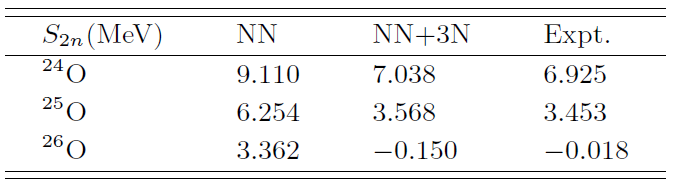 S₂ₙ(MeV) NN NN+3N Expt.
²⁴O 9.110 7.038 6.925
²⁵O 6.254 3.568 3.453
²⁶O 3.362 −0.150 −0.018